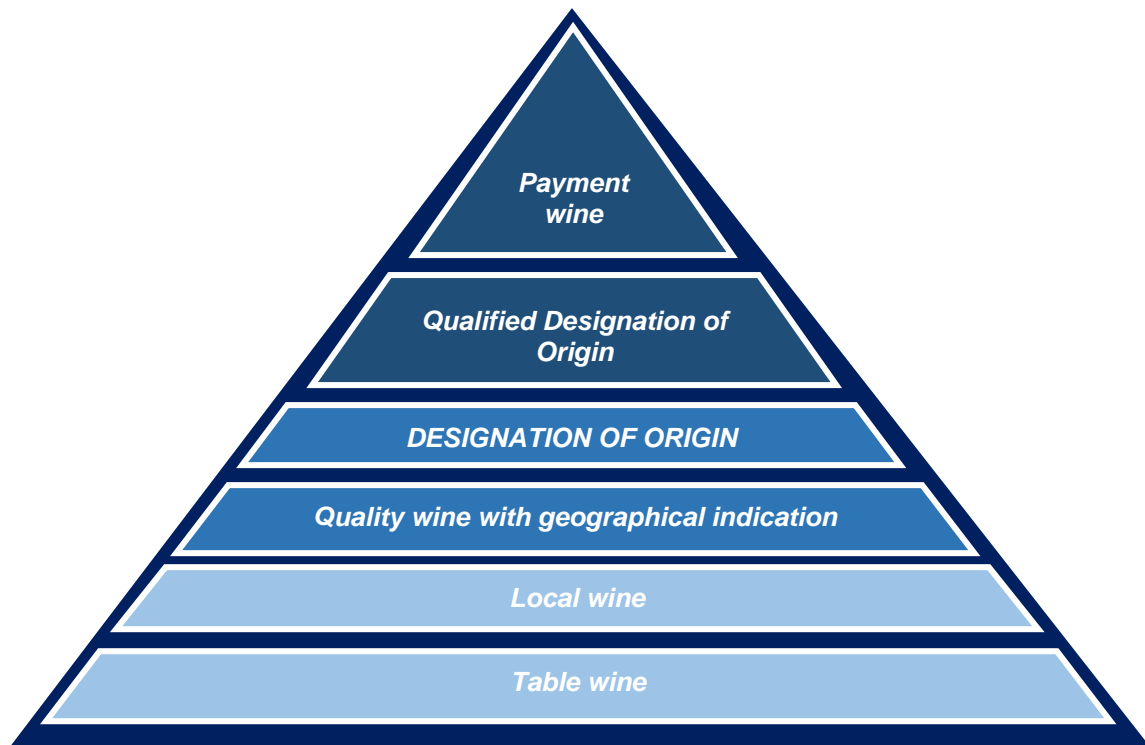 Payment
wine
Qualified Designation of
Origin
DESIGNATION OF ORIGIN
Quality wine with geographical indication
Local wine
Table wine